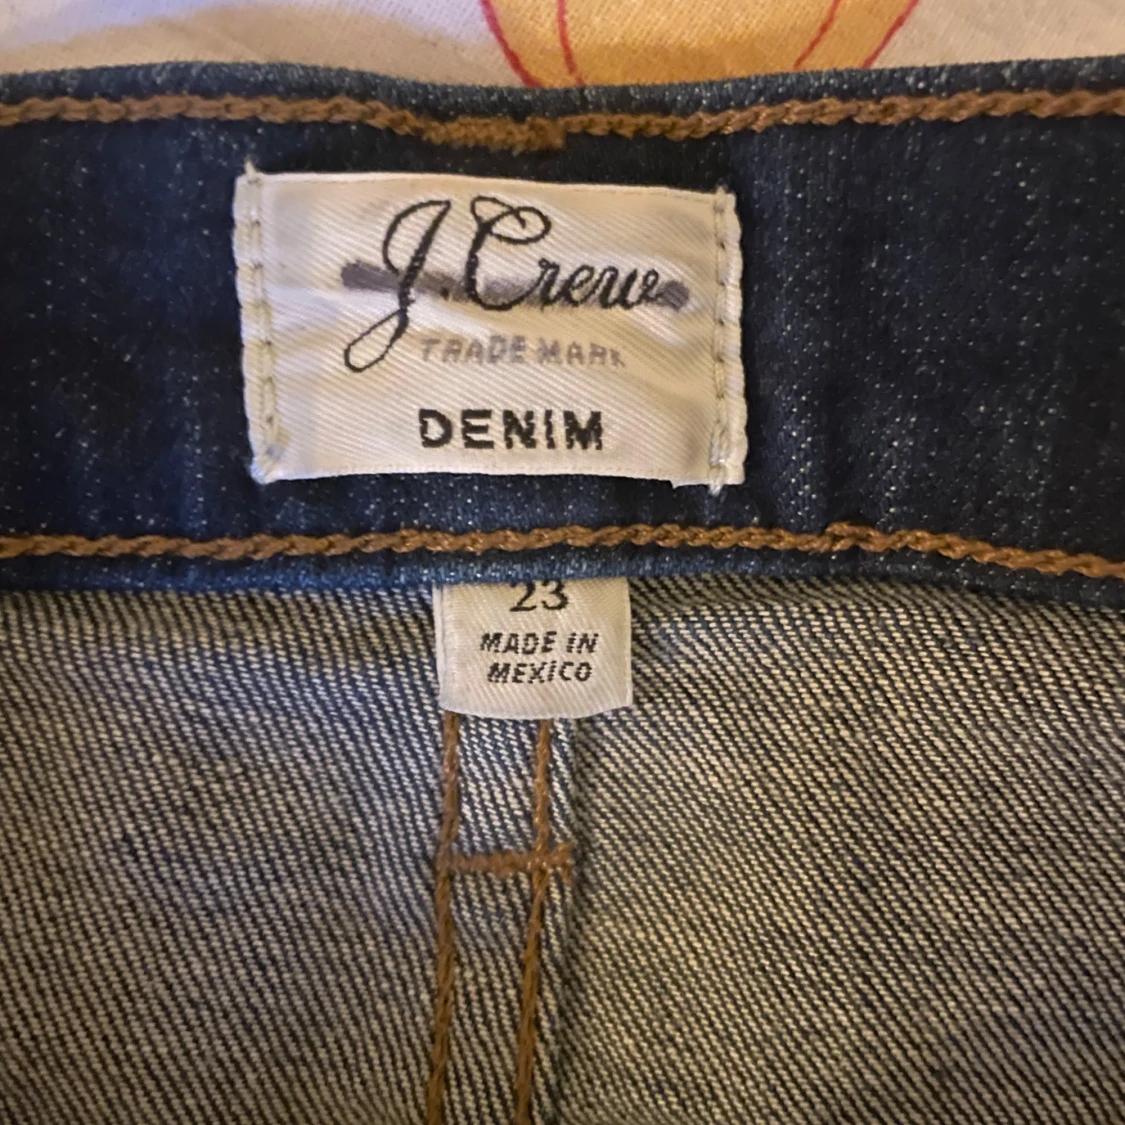 J.Crew
TRADE MARK
DENIM
23
MADE IN
MEXICO